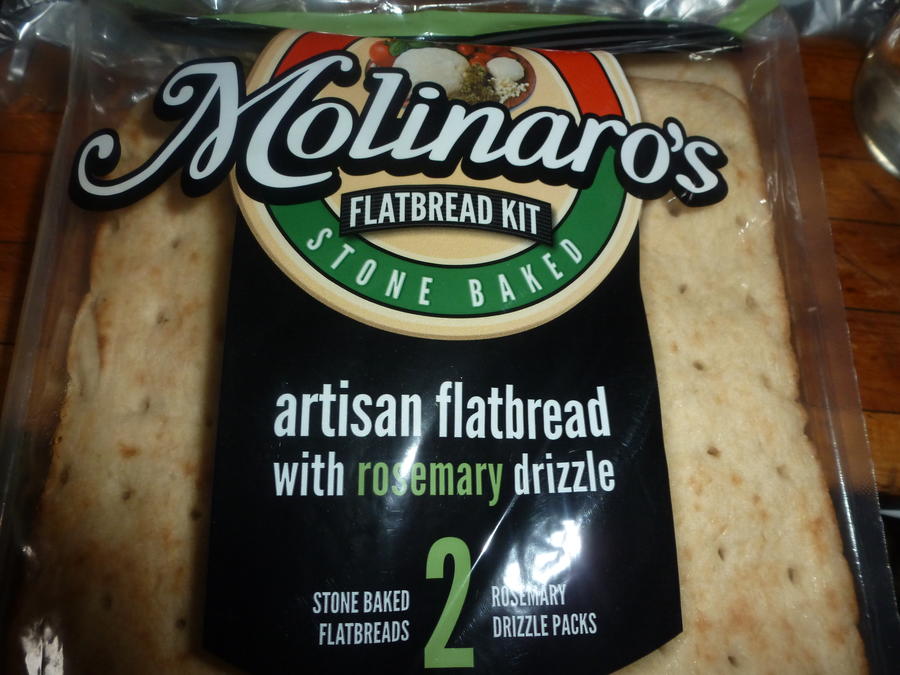 Molinaro's
FLATBREAD KIT
STONE BAKED
artisan flatbread
with rosemary drizzle
2
STONE BAKED
FLATBREADS
ROSEMARY
DRIZZLE PACKS